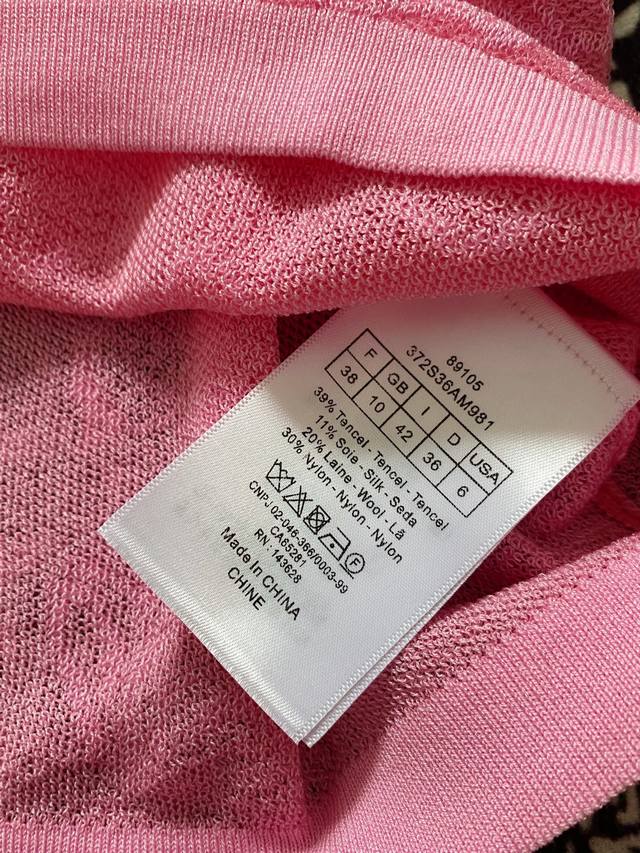 89105
372S36AM981
F GB I D USA
38 10 42 36 6
39% Tencel - Tencel - Tencel
11% Soie - Silk - Seda
20% Laine - Wool - Lã
30% Nylon - Nylon - Nylon
F
CNPJ 02-046-366/0003-99
CA65281
RN : 143628
Made In CHINA
CHINE